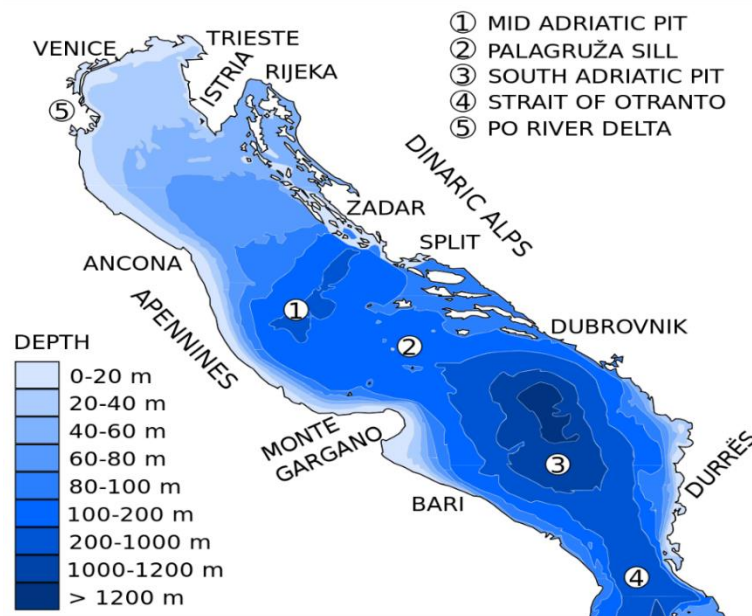 ① MID ADRIATIC PIT
② PALAGRUŽA SILL
③ SOUTH ADRIATIC PIT
④ STRAIT OF OTRANTO
⑤ PO RIVER DELTA
VENICE
TRIESTE
ISTRIA
RIJEKA
⑤
DINARIC ALPS
ZADAR
SPLIT
ANCONA
①
②
DUBROVNIK
APENNINES
MONTE
GARGANO
③
BARI
DURRËS
④
DEPTH
0-20 m
20-40 m
40-60 m
60-80 m
80-100 m
100-200 m
200-1000 m
1000-1200 m
> 1200 m